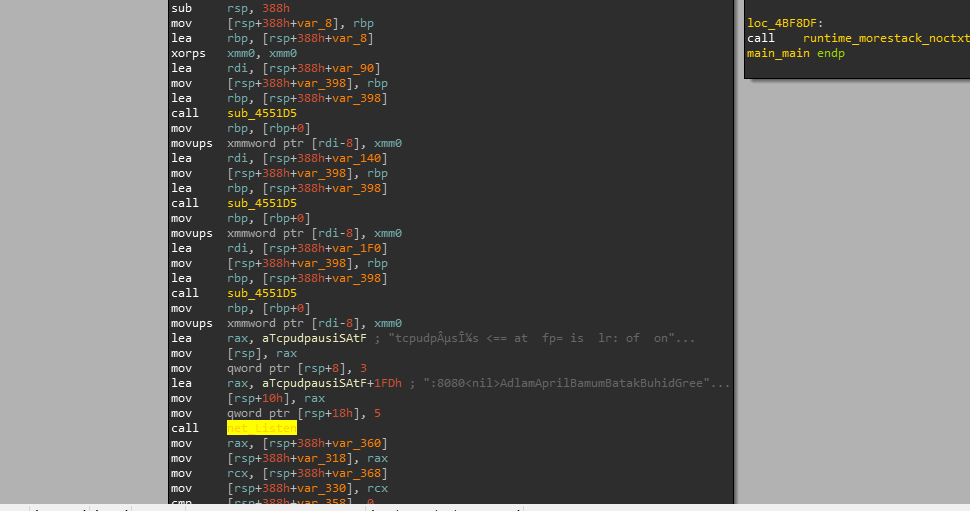 sub rsp, 388h
mov [rsp+388h+var_8], rbp
lea rbp, [rsp+388h+var_8]
xorps xmm0, xmm0
lea rdi, [rsp+388h+var_90]
mov [rsp+388h+var_398], rbp
lea rbp, [rsp+388h+var_398]
call sub_4551D5
mov rbp, [rbp+0]
movups xmmword ptr [rdi-8], xmm0
lea rdi, [rsp+388h+var_140]
mov [rsp+388h+var_398], rbp
lea rbp, [rsp+388h+var_398]
call sub_4551D5
mov rbp, [rbp+0]
movups xmmword ptr [rdi-8], xmm0
lea rdi, [rsp+388h+var_1F0]
mov [rsp+388h+var_398], rbp
lea rbp, [rsp+388h+var_398]
call sub_4551D5
mov rbp, [rbp+0]
movups xmmword ptr [rdi-8], xmm0
lea rax, aTcpudpausiSAtF ; "tcpudpÂµsÎ¼s <== at  fp= is  lr: of  on"...
mov [rsp], rax
mov qword ptr [rsp+8], 3
lea rax, aTcpudpausiSAtF+1FDh ; ":8080<nil>AdlamAprilBamumBatakBuhidGree"...
mov [rsp+10h], rax
mov qword ptr [rsp+18h], 5
call net_Listen
mov rax, [rsp+388h+var_360]
mov [rsp+388h+var_318], rax
mov rcx, [rsp+388h+var_368]
mov [rsp+388h+var_330], rcx
cmp [rsp+388h+var_358], 0
loc_4BF8DF:
call runtime_morestack_noctxt
main_main endp